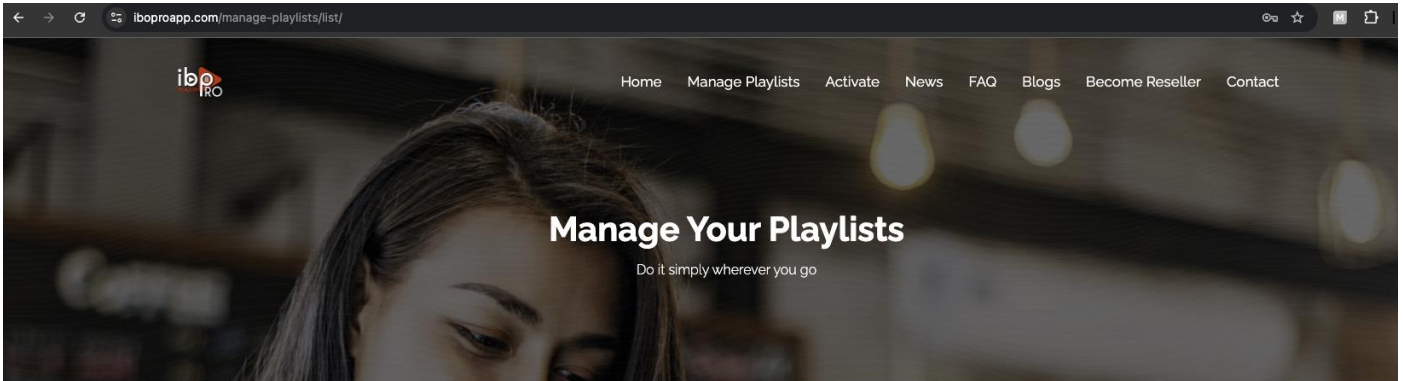 iboproapp.com/manage-playlists/list/
M
ibo
PRO
Home Manage Playlists Activate News FAQ Blogs Become Reseller Contact
Manage Your Playlists
Do it simply wherever you go